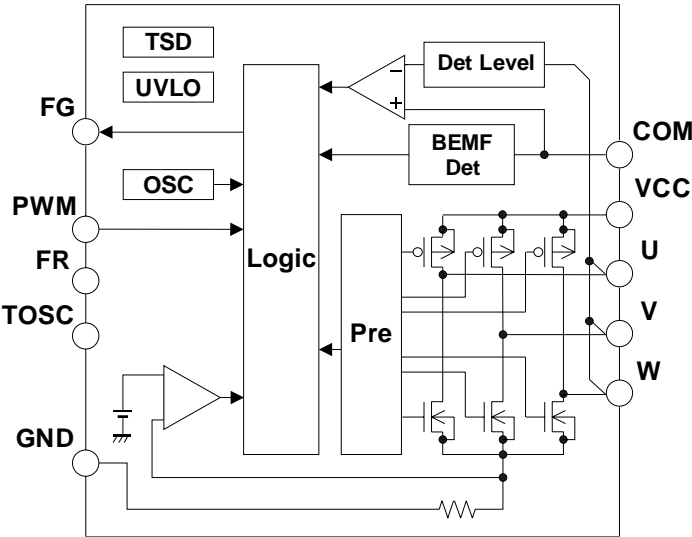 TSD
UVLO
FG
OSC
PWM
FR
TOSC
GND
Logic
Det Level
−
+
BEMF
Det
Pre
COM
VCC
U
V
W